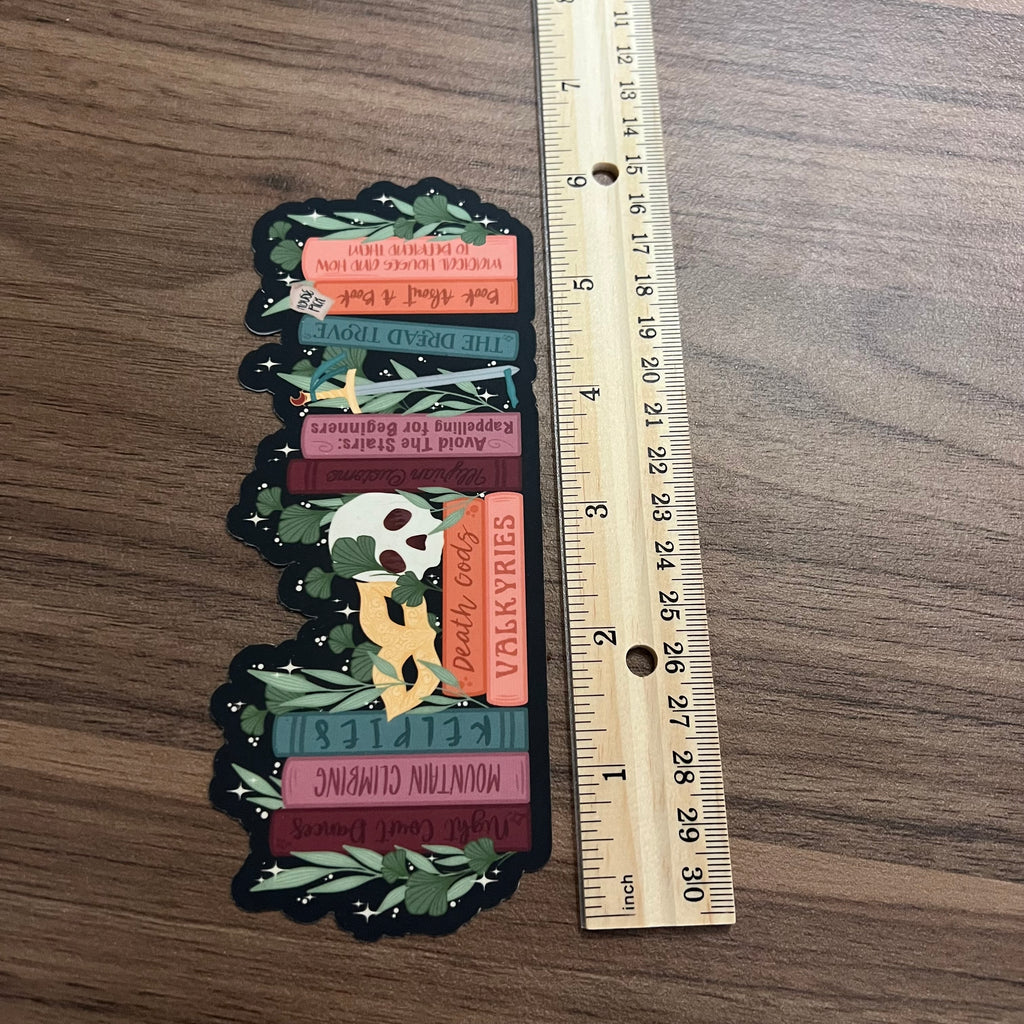 MAGICAL HOUSES AND HOW
TO BEFRIEND THEM
Book About A Book
THE DREAD TROVE
Avoid The Stairs:
Rappelling for Beginners
Illyrian Customs
Death Gods
VALKYRIES
KELPIES
MOUNTAIN CLIMBING
Night Court Dances
8
7
6
5
4
3
2
1
inch
11
12
13
14
15
16
17
18
19
20
21
22
23
24
25
26
27
28
29
30